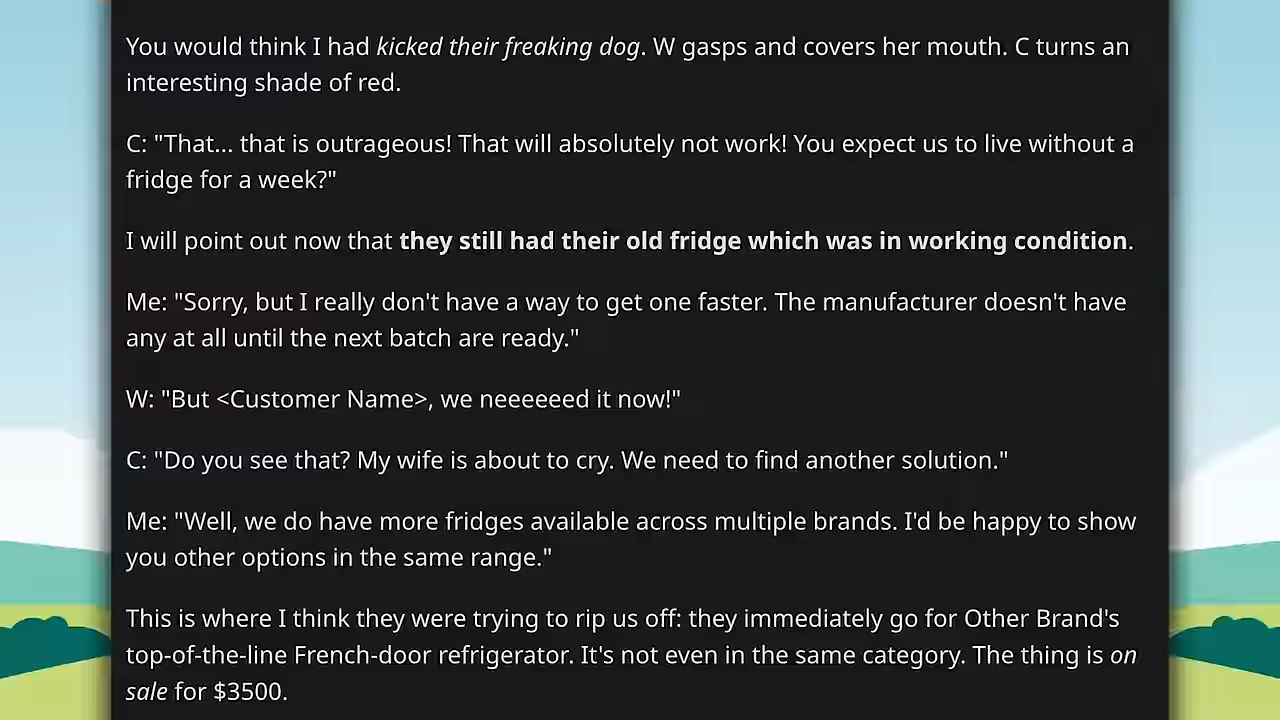 You would think I had kicked their freaking dog. W gasps and covers her mouth. C turns an
interesting shade of red.
C: "That... that is outrageous! That will absolutely not work! You expect us to live without a
fridge for a week?"
I will point out now that they still had their old fridge which was in working condition.
Me: "Sorry, but I really don't have a way to get one faster. The manufacturer doesn't have
any at all until the next batch are ready."
W: "But <Customer Name>, we neeeeeed it now!"
C: "Do you see that? My wife is about to cry. We need to find another solution."
Me: "Well, we do have more fridges available across multiple brands. I'd be happy to show
you other options in the same range."
This is where I think they were trying to rip us off: they immediately go for Other Brand's
top-of-the-line French-door refrigerator. It's not even in the same category. The thing is on
sale for $3500.